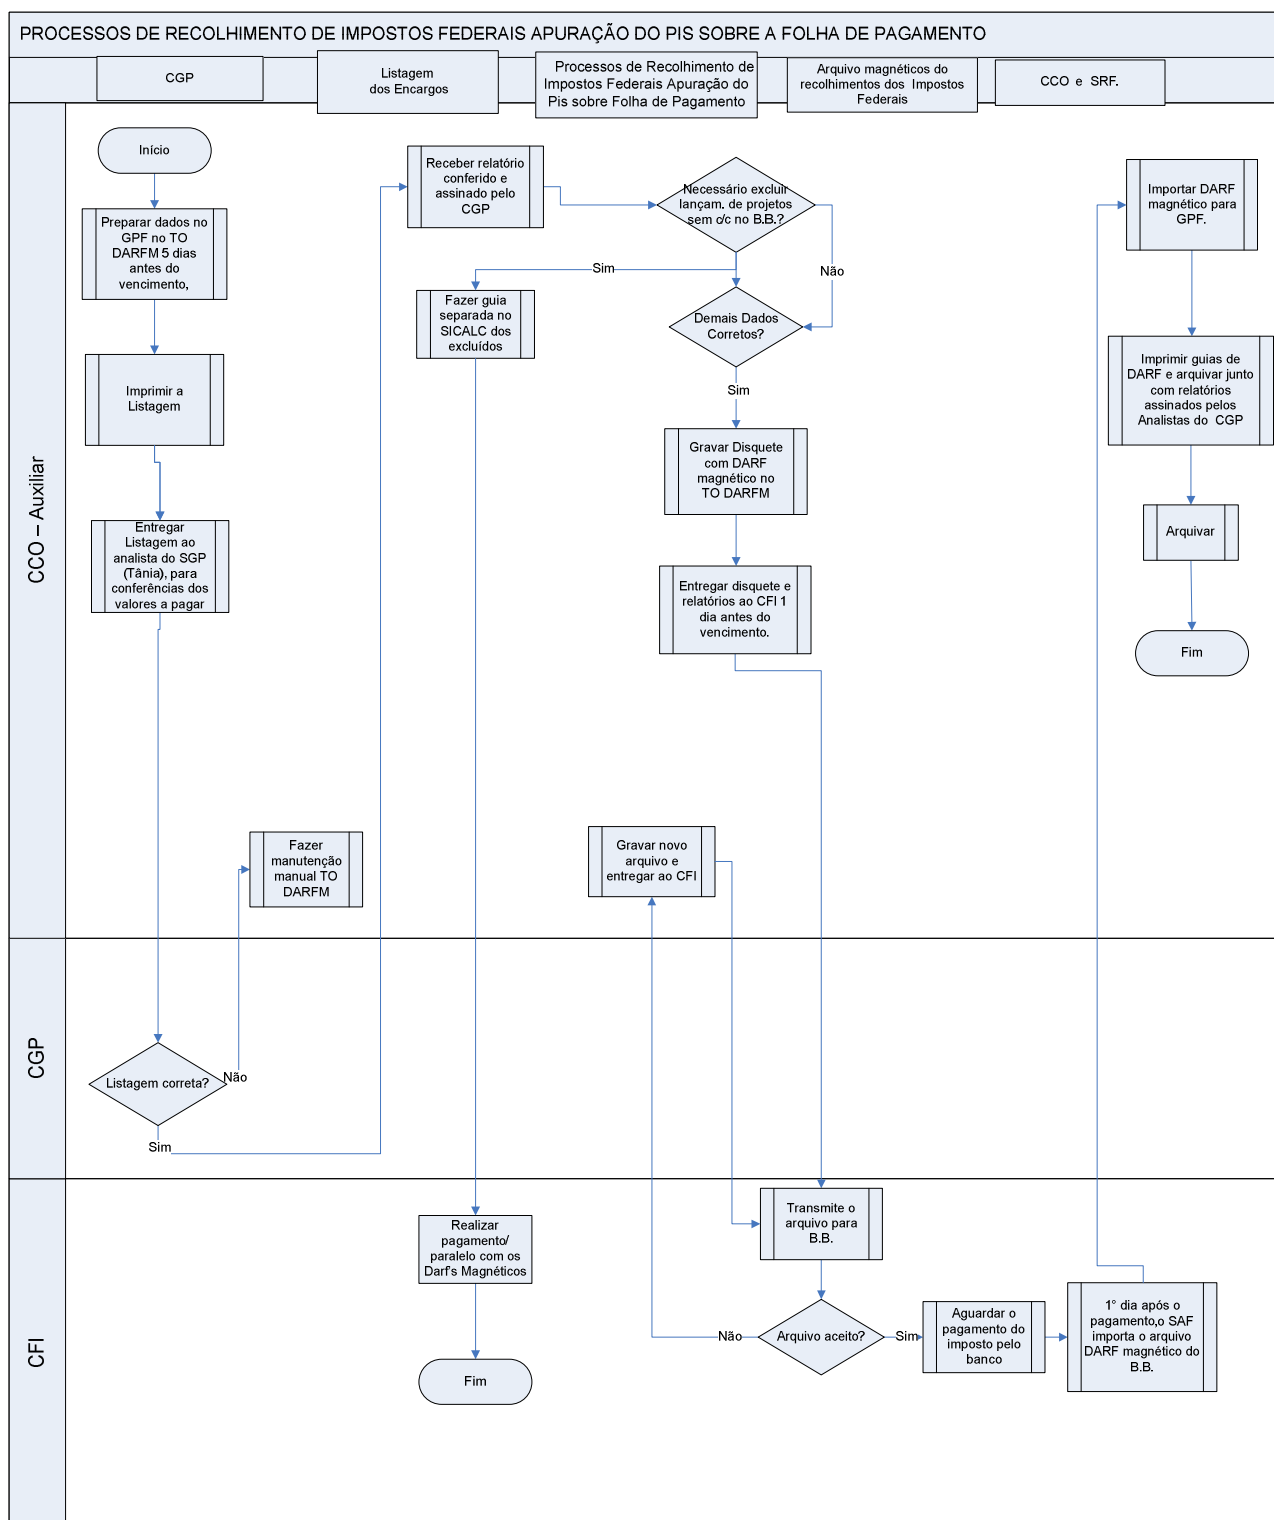 PROCESSOS DE RECOLHIMENTO DE IMPOSTOS FEDERAIS APURAÇÃO DO PIS SOBRE A FOLHA DE PAGAMENTO
CGP
Listagem
dos Encargos
Processos de Recolhimento de
Impostos Federais Apuração do
Pis sobre Folha de Pagamento
Arquivo magnéticos do
recolhimentos dos Impostos
Federais
CCO e SRF.
CCO – Auxiliar
Início
Preparar dados no
GPF no TO
DARFM 5 dias
antes do
vencimento,
Imprimir a
Listagem
Entregar
Listagem ao
analista do SGP
(Tânia), para
conferências dos
valores a pagar
Fazer
manutenção
manual TO
DARFM
Receber relatório
conferido e
assinado pelo
CGP
Necessário excluir
lançam. de projetos
sem c/c no B.B.?
Sim
Não
Fazer guia
separada no
SICALC dos
excluídos
Demais Dados
Corretos?
Sim
Gravar Disquete
com DARF
magnético no
TO DARFM
Entregar disquete e
relatórios ao CFI 1
dia antes do
vencimento.
Gravar novo
arquivo e
entregar ao CFI
Importar DARF
magnético para
GPF.
Imprimir guias de
DARF e arquivar junto
com relatórios
assinados pelos
Analistas do CGP
Arquivar
Fim
CGP
Listagem correta?
Não
Sim
CFI
Realizar
pagamento/
paralelo com os
Darf's Magnéticos
Fim
Transmite o
arquivo para
B.B.
Arquivo aceito?
Não
Sim
Aguardar o
pagamento do
imposto pelo
banco
1° dia após o
pagamento,o SAF
importa o arquivo
DARF magnético do
B.B.